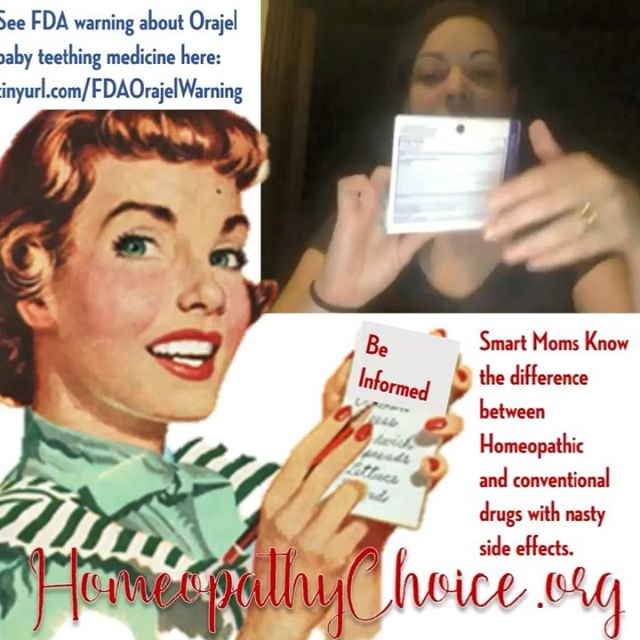 See FDA warning about Orajel
baby teething medicine here:
tinyurl.com/FDAOrajelWarning
Be
Informed
Lettuce
Smart Moms Know
the difference
between
Homeopathic
and conventional
drugs with nasty
side effects.
HomeopathyChoice.org